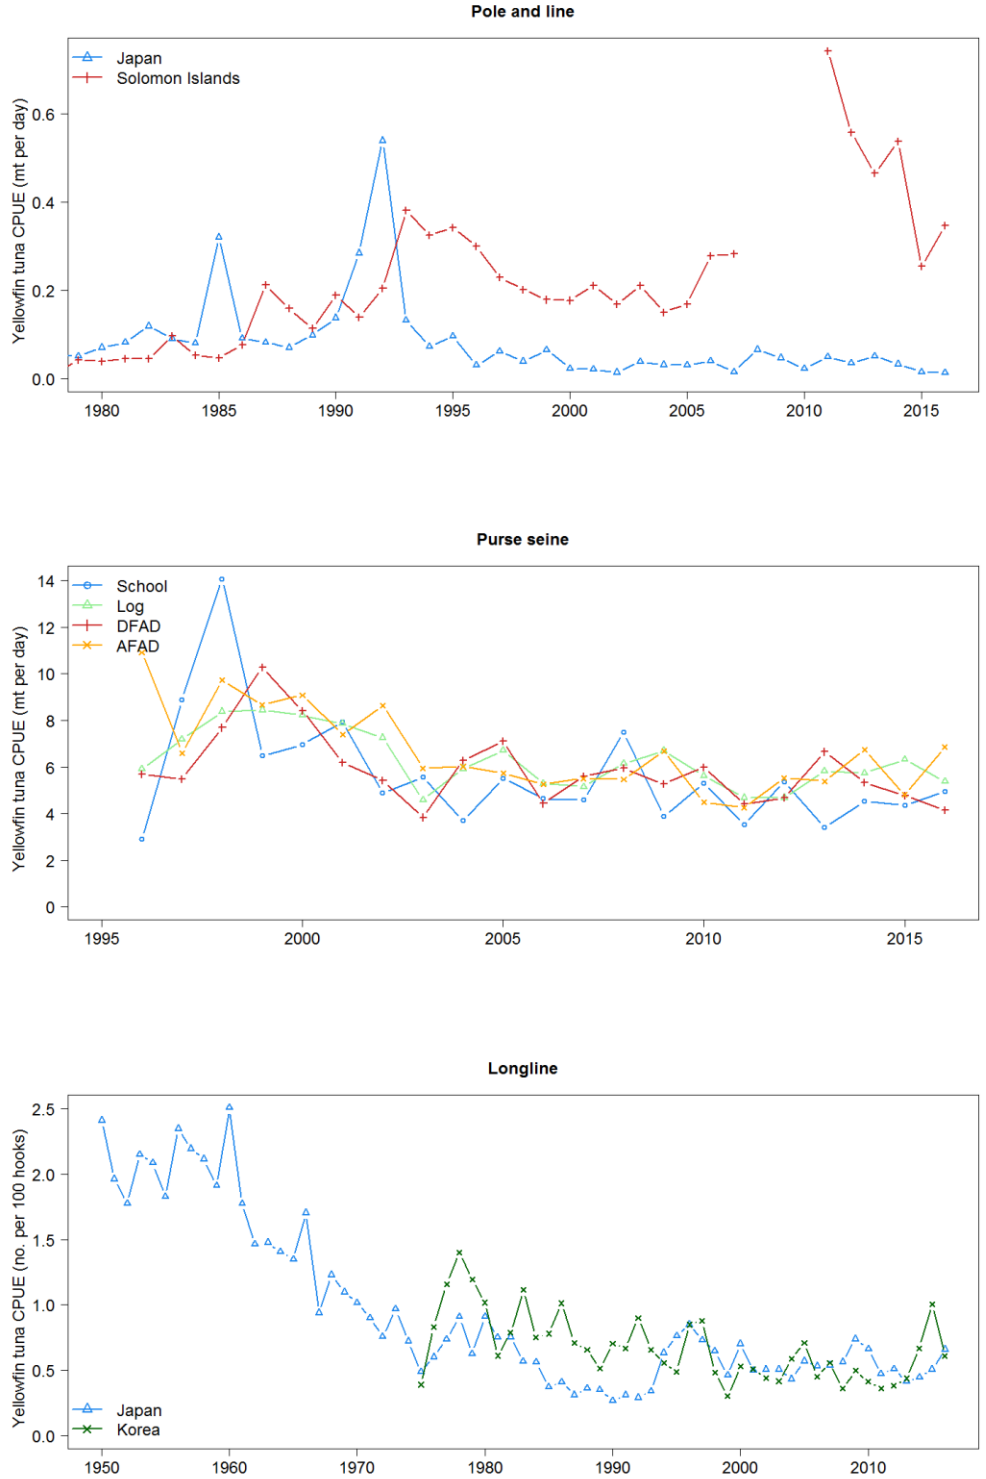 Pole and line
Japan
Solomon Islands
Yellowfin tuna CPUE (mt per day)
0.6
0.4
0.2
0.0
1980 1985 1990 1995 2000 2005 2010 2015
Purse seine
School
Log
DFAD
AFAD
Yellowfin tuna CPUE (mt per day)
14
12
10
8
6
4
2
0
1995 2000 2005 2010 2015
Longline
Yellowfin tuna CPUE (no. per 100 hooks)
2.5
2.0
1.5
1.0
0.5
0.0
Japan
Korea
1950 1960 1970 1980 1990 2000 2010